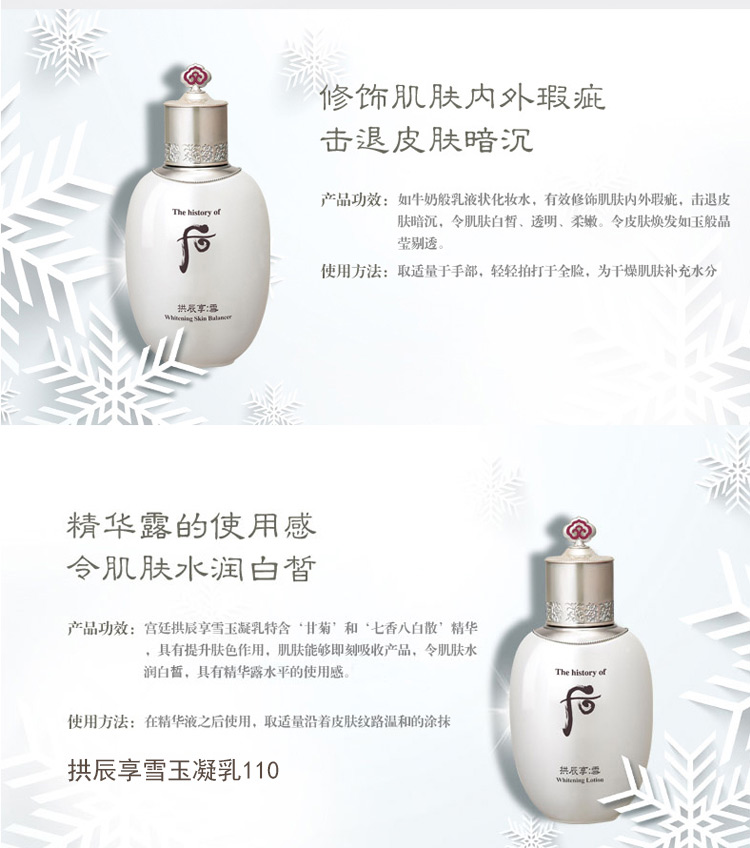 修饰肌肤内外瑕疵
击退皮肤暗沉
产品功效：如牛奶般乳液状化妆水，有效修饰肌肤内外瑕疵，击退皮
肤暗沉，令肌肤白皙、透明、柔嫩。令皮肤焕发如玉般晶
莹剔透。
使用方法：取适量于手部，轻轻拍打于全脸，为干燥肌肤补充水分
The history of
后
拱辰享:雪
Whitening Skin Balancer
精华露的使用感
令肌肤水润白皙
产品功效：宫廷拱辰享雪玉凝乳特含‘甘菊’和‘七香八白散’精华
，具有提升肤色作用，肌肤能够即刻吸收产品，令肌肤水
润白皙，具有精华露水平的使用感。
使用方法：在精华液之后使用，取适量沿着皮肤纹路温和的涂抹
拱辰享雪玉凝乳110
The history of
后
拱辰享:雪
Whitening Lotion